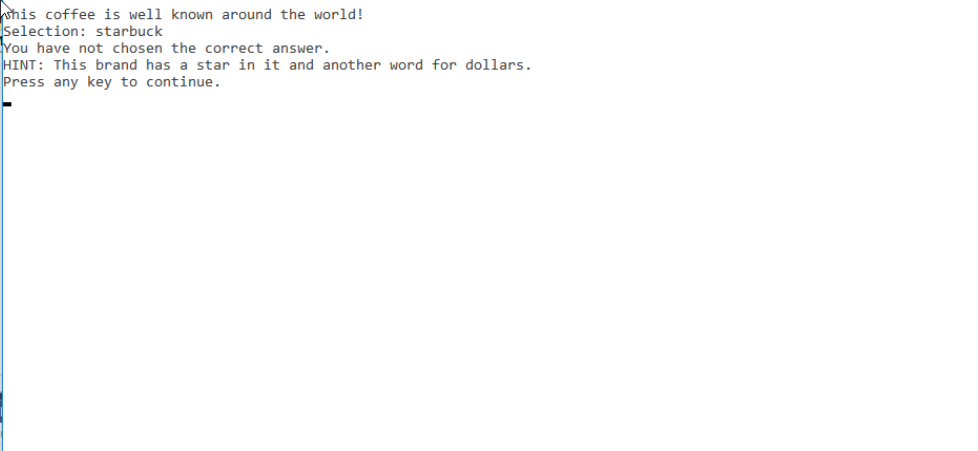 This coffee is well known around the world!
Selection: starbuck
You have not chosen the correct answer.
HINT: This brand has a star in it and another word for dollars.
Press any key to continue.